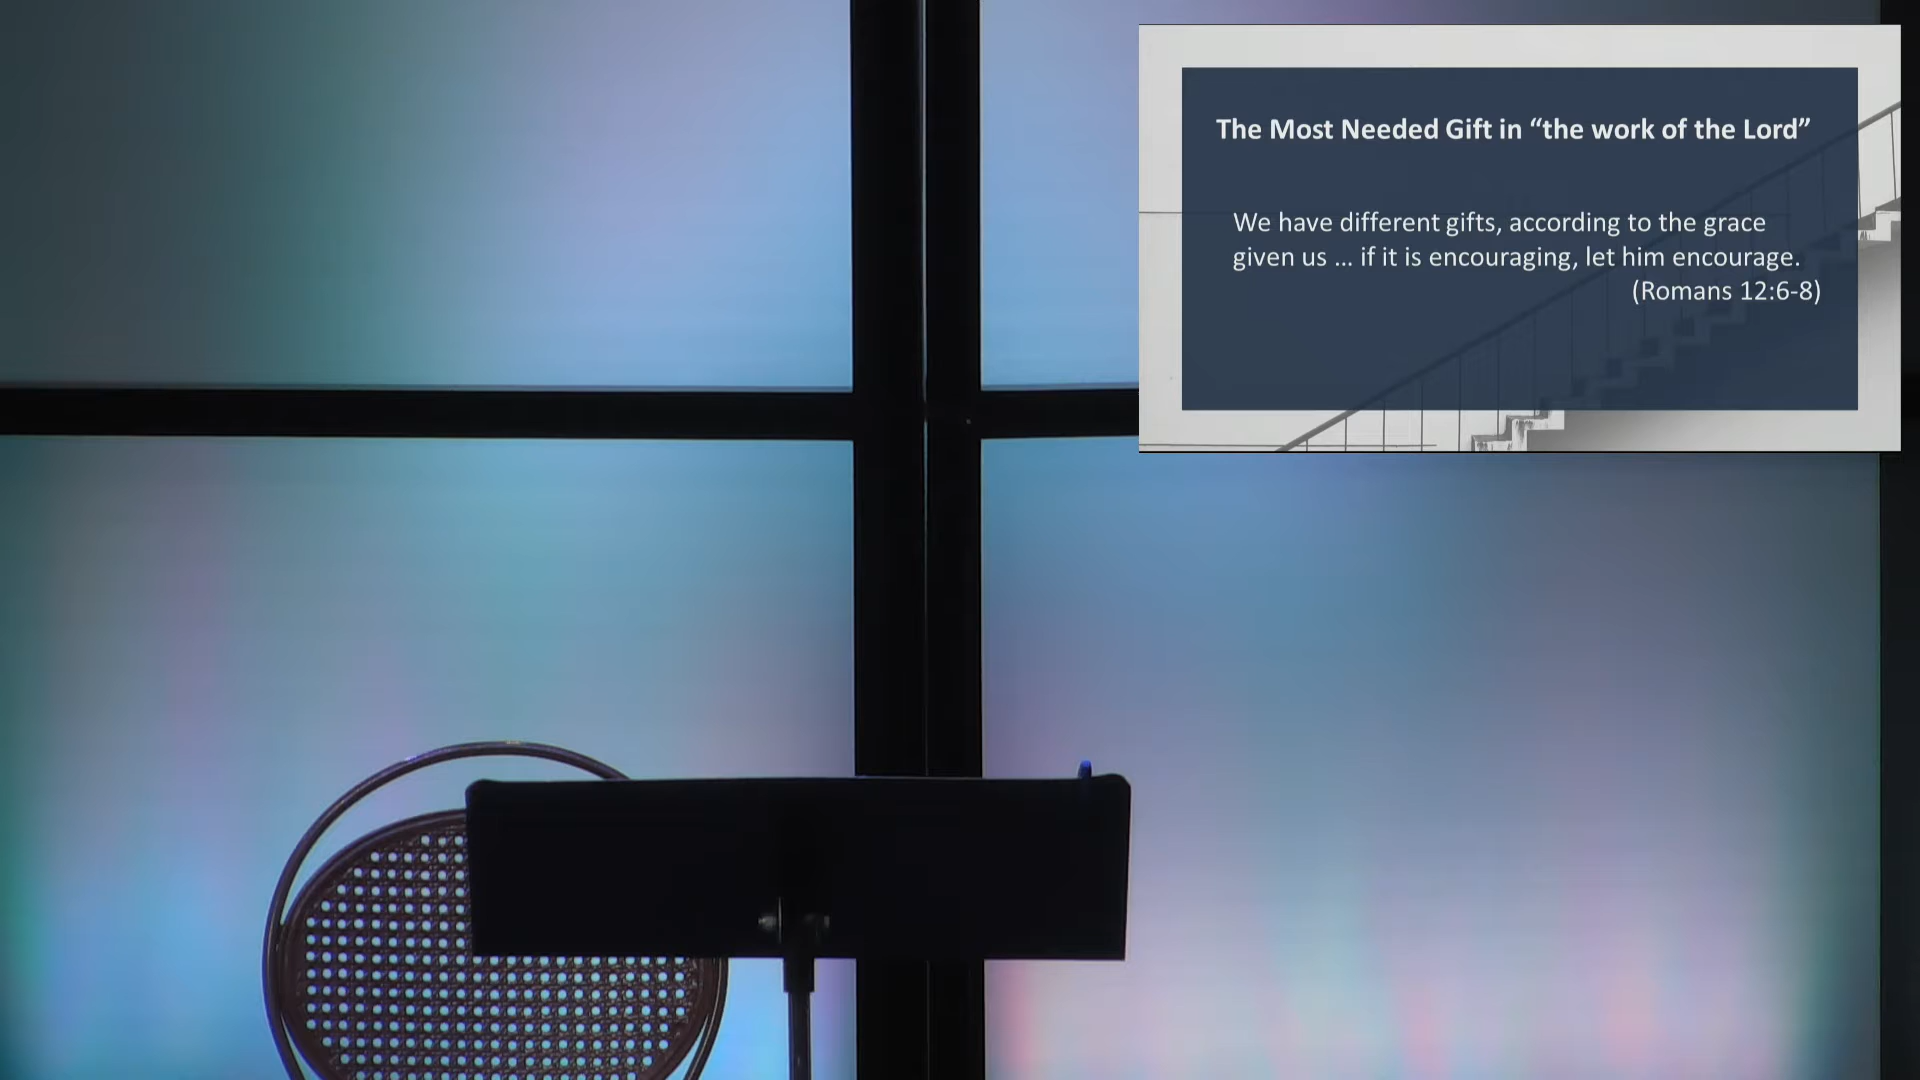 The Most Needed Gift in “the work of the Lord”
We have different gifts, according to the grace
given us ... if it is encouraging, let him encourage.
(Romans 12:6-8)